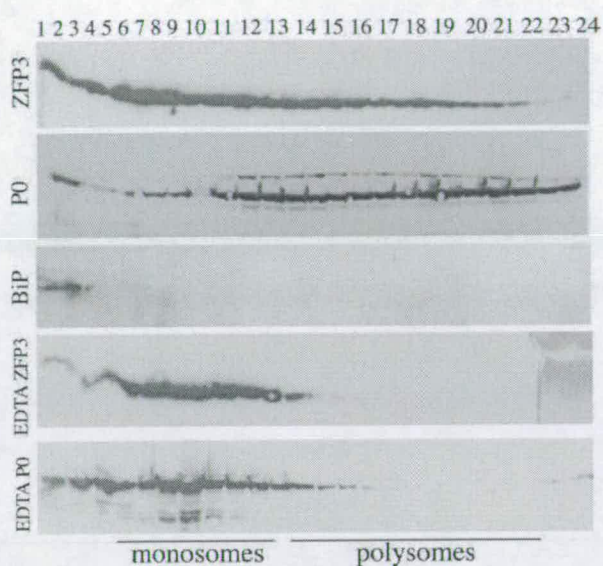 1 2 3 4 5 6 7 8 9 10 11 12 13 14 15 16 17 18 19 20 21 22 23 24
ZFP3
P0
BiP
EDTA ZFP3
EDTA P0
monosomes
polysomes